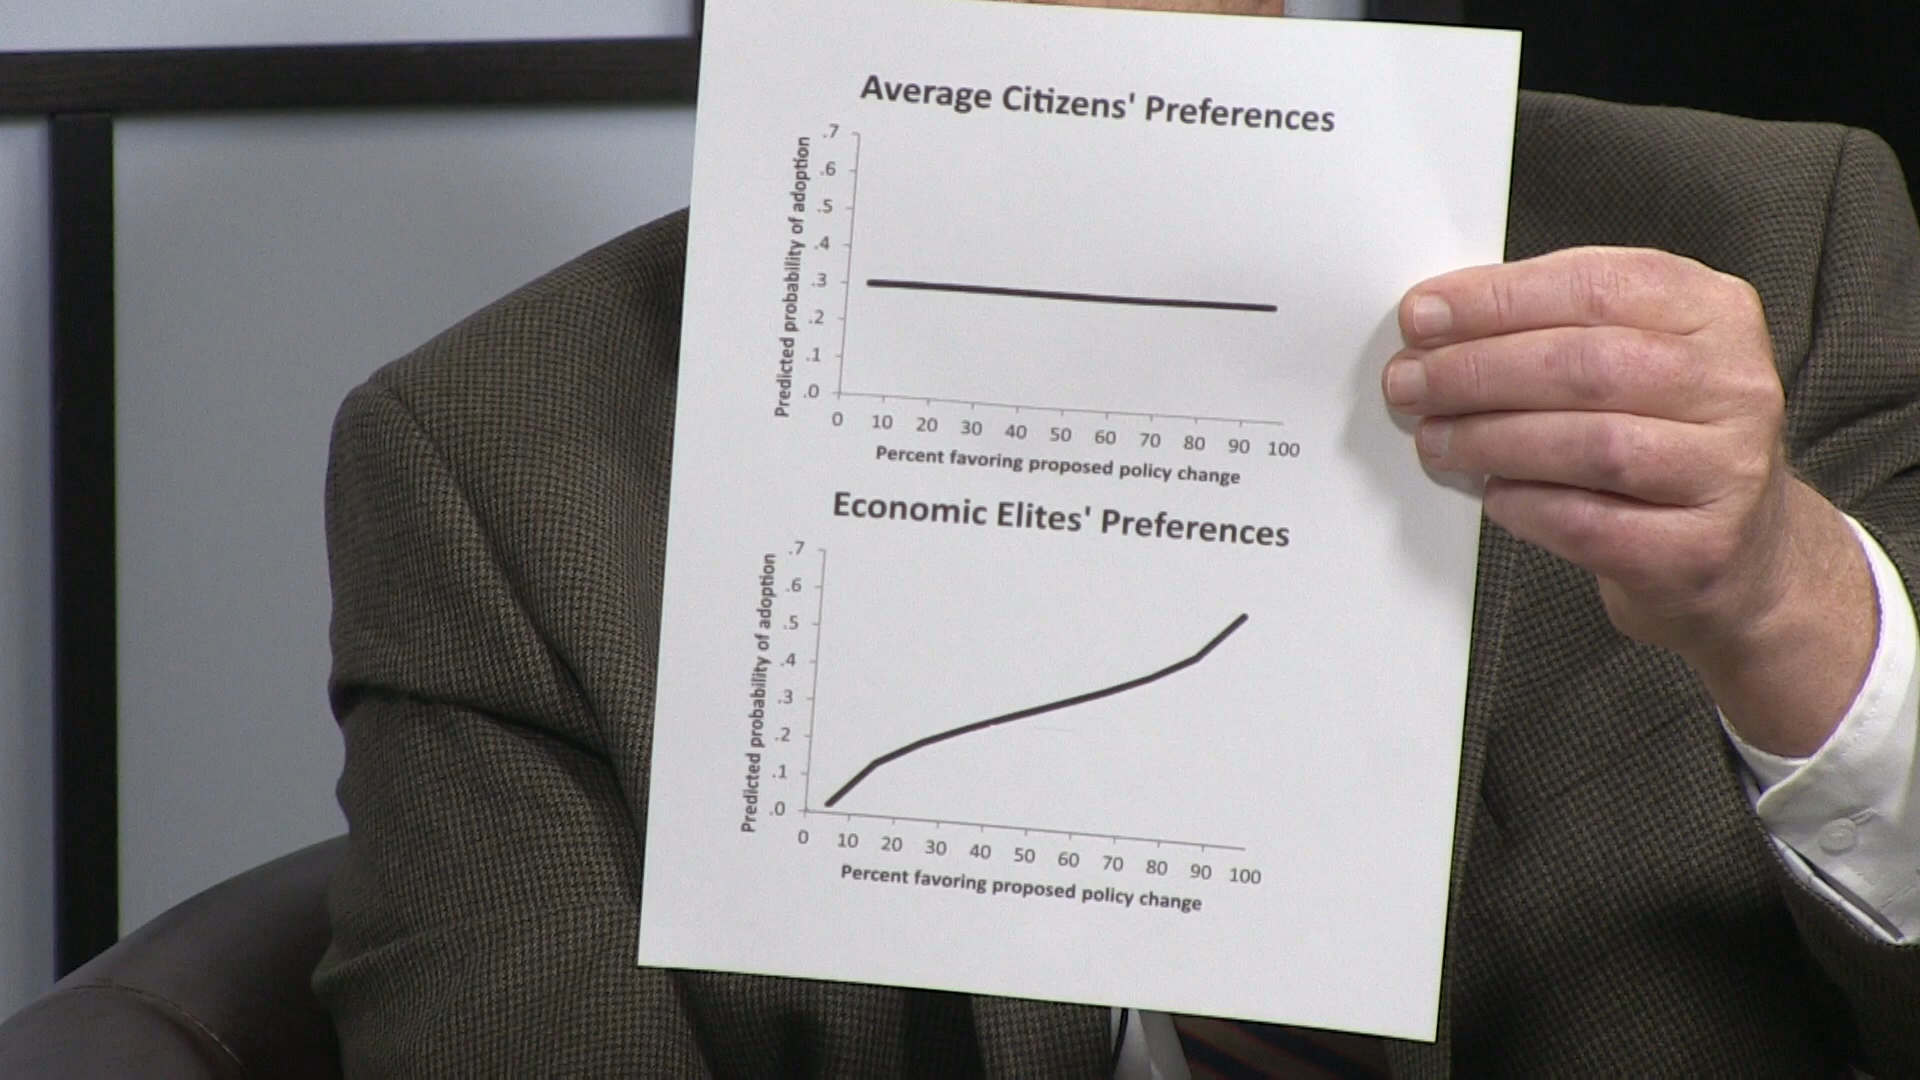 Average Citizens' Preferences
Predicted probability of adoption
.7
.6
.5
.4
.3
.2
.1
.0
0 10 20 30 40 50 60 70 80 90 100
Percent favoring proposed policy change
Economic Elites' Preferences
Predicted probability of adoption
.7
.6
.5
.4
.3
.2
.1
.0
0 10 20 30 40 50 60 70 80 90 100
Percent favoring proposed policy change